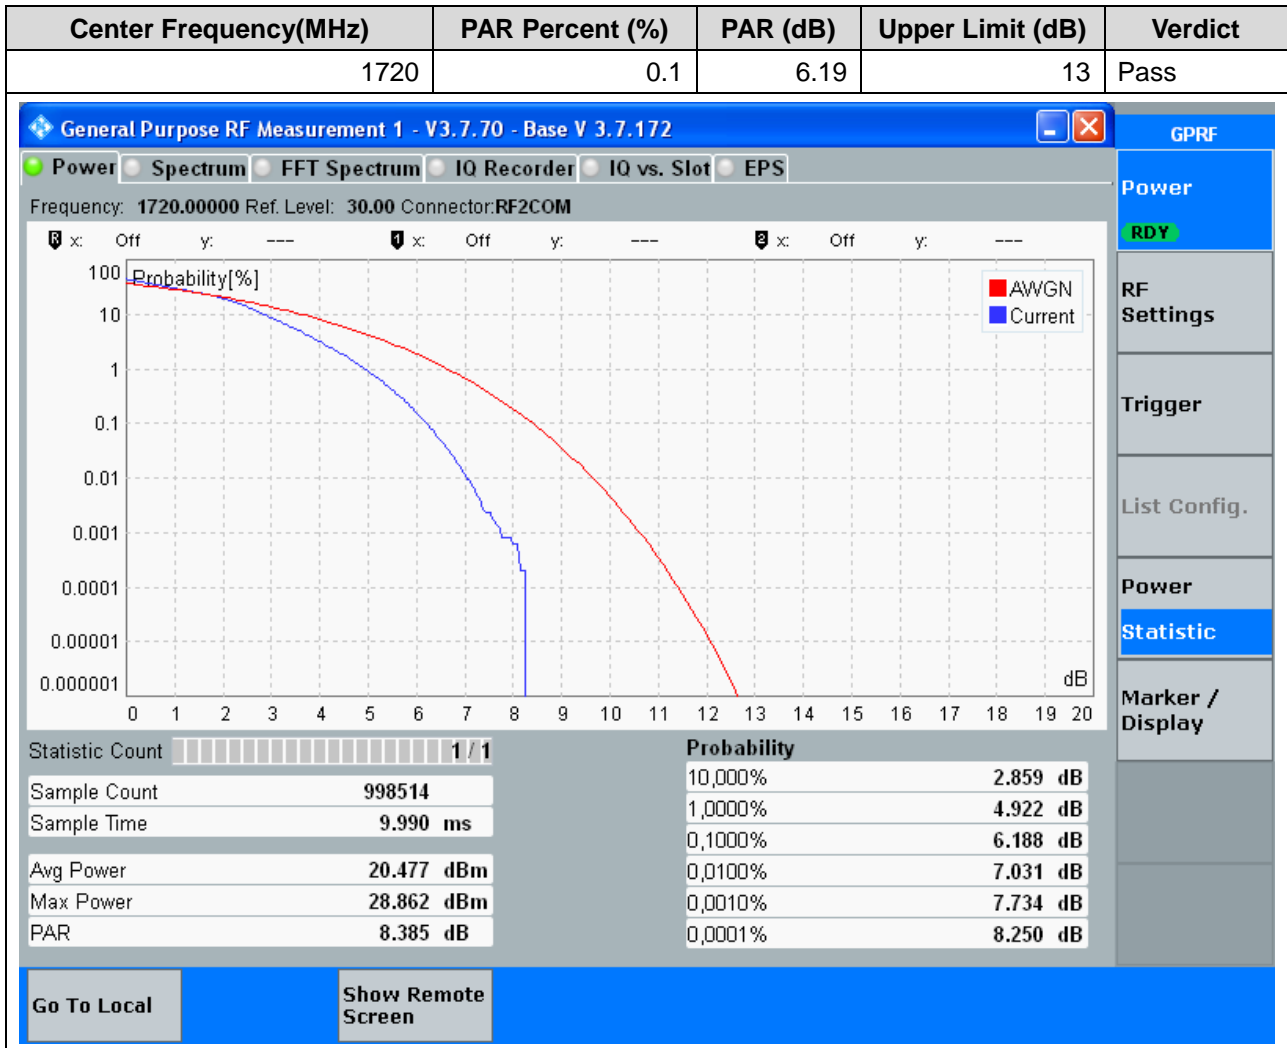 Center Frequency(MHz) PAR Percent (%) PAR (dB) Upper Limit (dB) Verdict
1720 0.1 6.19 13 Pass
General Purpose RF Measurement 1 - V3.7.70 - Base V 3.7.172
GPRF
Power Spectrum FFT Spectrum IQ Recorder IQ vs. Slot EPS
Frequency: 1720.00000 Ref. Level: 30.00 Connector:RF2COM
R x: Off y: --- 1 x: Off y: --- 2 x: Off y: ---
Probability[%]
AWGN
Current
100
10
1
0.1
0.01
0.001
0.0001
0.00001
0.000001
dB
0 1 2 3 4 5 6 7 8 9 10 11 12 13 14 15 16 17 18 19 20
Statistic Count 1 / 1
Sample Count 998514
Sample Time 9.990 ms
Avg Power 20.477 dBm
Max Power 28.862 dBm
PAR 8.385 dB
Probability
10,000% 2.859 dB
1,0000% 4.922 dB
0,1000% 6.188 dB
0,0100% 7.031 dB
0,0010% 7.734 dB
0,0001% 8.250 dB
Power
RDY
RF
Settings
Trigger
List Config.
Power
Statistic
Marker /
Display
Go To Local
Show Remote
Screen